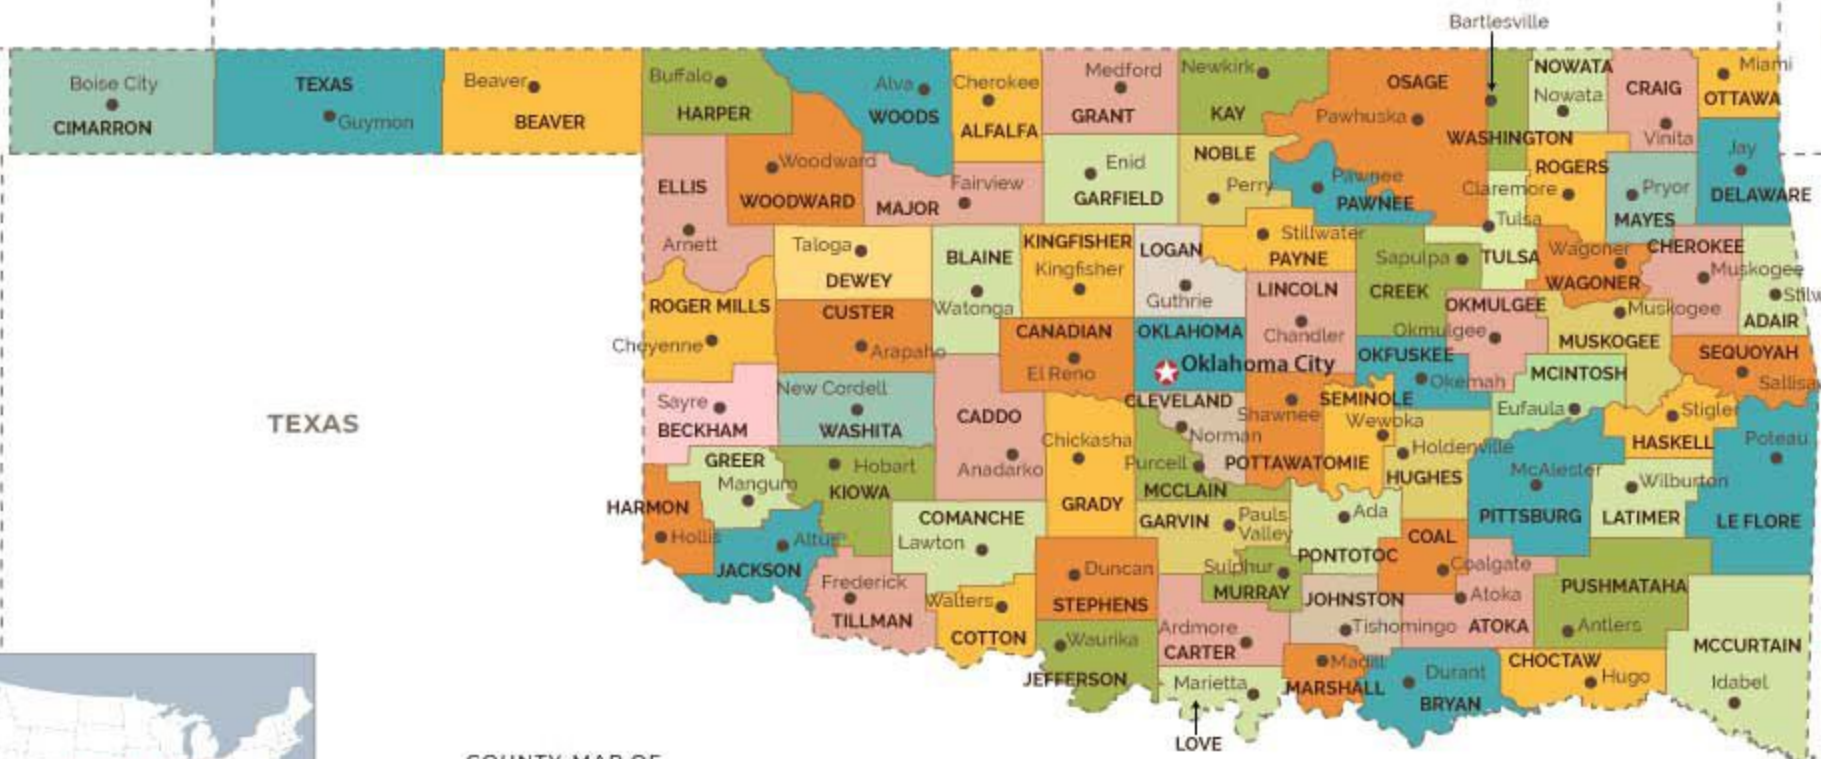 Bartlesville
Boise City
CIMARRON
TEXAS
Guymon
Beaver
BEAVER
Buffalo
HARPER
Alva
WOODS
Cherokee
ALFALFA
Medford
GRANT
Newkirk
KAY
OSAGE
Pawhuska
WASHINGTON
NOWATA
Nowata
CRAIG
Vinita
Miami
OTTAWA
ELLIS
Arnett
Woodward
WOODWARD
Fairview
MAJOR
Enid
GARFIELD
NOBLE
Perry
Pawnee
PAWNEE
ROGERS
Claremore
Tulsa
TULSA
Pryor
MAYES
Jay
DELAWARE
Taloga
DEWEY
BLAINE
Watonga
KINGFISHER
Kingfisher
LOGAN
Guthrie
Stillwater
PAYNE
Sapulpa
CREEK
Wagoner
WAGONER
CHEROKEE
Muskogee
Stilw
ADAIR
ROGER MILLS
Cheyenne
CUSTER
Arapaho
CANADIAN
El Reno
OKLAHOMA
Oklahoma City
LINCOLN
Chandler
OKMULGEE
Okmulgee
Muskogee
MUSKOGEE
SEQUOYAH
Sallisa
OKFUSKEE
Okemah
MCINTOSH
Eufaula
TEXAS
Sayre
BECKHAM
New Cordell
WASHITA
CADDO
Anadarko
Chickasha
GRADY
CLEVELAND
Norman
Purcell
MCCLAIN
Shawnee
POTTAWATOMIE
SEMINOLE
Wewoka
Holdenville
HUGHES
McAlester
PITTSBURG
Stigler
HASKELL
Wilburton
LATIMER
Poteau
LE FLORE
GREER
Mangum
Hobart
KIOWA
HARMON
Hollis
Altus
JACKSON
COMANCHE
Lawton
GARVIN
Pauls
Valley
Ada
PONTOTOC
COAL
Coalgate
Frederick
TILLMAN
Walters
COTTON
Duncan
STEPHENS
Sulphur
MURRAY
JOHNSTON
Tishomingo
Atoka
ATOKA
PUSHMATAHA
Antlers
MCCURTAIN
Idabel
Waurika
JEFFERSON
Ardmore
CARTER
Marietta
LOVE
Madill
MARSHALL
Durant
BRYAN
CHOCTAW
Hugo
COUNTY MAP OF